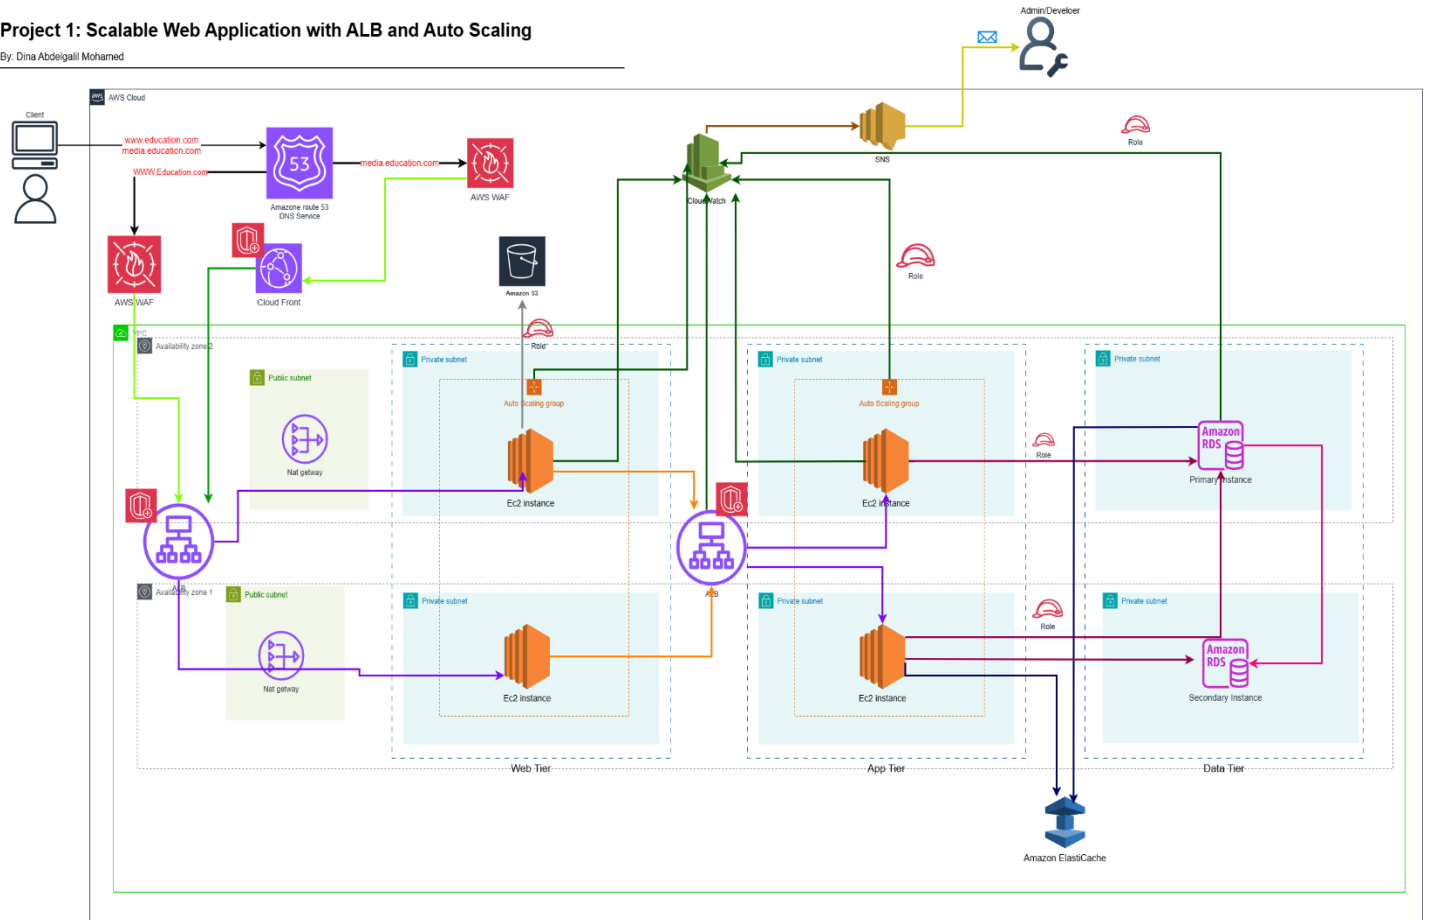 Project 1: Scalable Web Application with ALB and Auto Scaling
By: Dina Abdelgalil Mohamed
Admin/Develoer
aws
AWS Cloud
Client
www.education.com
media.education.com
WWW.Education.com
53
media.education.com
Amazone route 53
DNS Service
AWS WAF
SNS
CloudWatch
Role
Role
AWS WAF
Cloud Front
Amazon S3
Role
VPC
Availability zone 2
Public subnet
Nat getway
Private subnet
Auto Scaling group
Ec2 instance
Private subnet
Auto Scaling group
Ec2 instance
Role
Private subnet
Amazon
RDS
Primary Instance
ALB
ALB
Availability zone 1
Public subnet
Nat getway
Private subnet
Ec2 instance
Private subnet
Ec2 instance
Role
Private subnet
Amazon
RDS
Secondary Instance
Web Tier
App Tier
Data Tier
Amazon ElastiCache